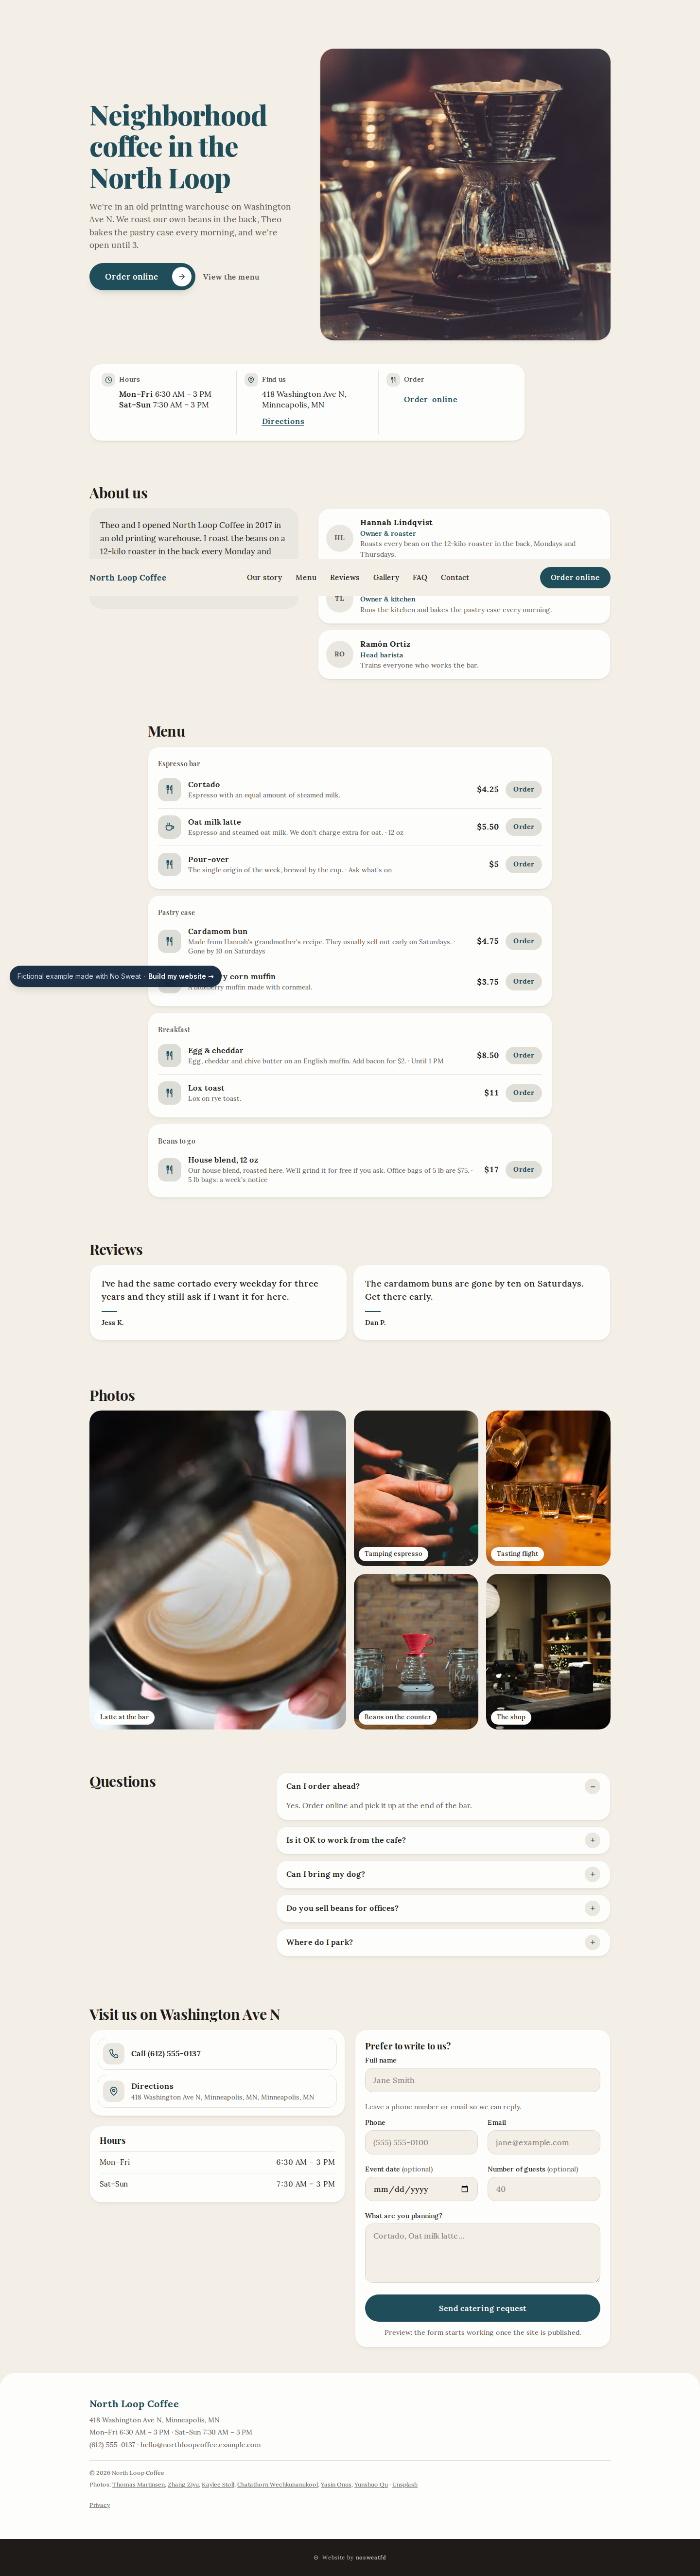 Neighborhood
coffee in the
North Loop
We're in an old printing warehouse on Washington
Ave N. We roast our own beans in the back, Theo
bakes the pastry case every morning, and we're
open until 3.
Order online
View the menu
Hours
Mon–Fri 6:30 AM – 3 PM
Sat–Sun 7:30 AM – 3 PM
Find us
418 Washington Ave N,
Minneapolis, MN
Directions
Order
Order online
About us
Theo and I opened North Loop Coffee in 2017 in
an old printing warehouse. I roast the beans on a
12-kilo roaster in the back every Monday and
HL
Hannah Lindqvist
Owner & roaster
Roasts every bean on the 12-kilo roaster in the back, Mondays and
Thursdays.
North Loop Coffee
Our story
Menu
Reviews
Gallery
FAQ
Contact
Order online
TL
Owner & kitchen
Runs the kitchen and bakes the pastry case every morning.
RO
Ramón Ortiz
Head barista
Trains everyone who works the bar.
Menu
Espresso bar
Cortado
Espresso with an equal amount of steamed milk.
$4.25
Order
Oat milk latte
Espresso and steamed oat milk. We don't charge extra for oat. · 12 oz
$5.50
Order
Pour-over
The single origin of the week, brewed by the cup. · Ask what's on
$5
Order
Pastry case
Cardamom bun
Made from Hannah's grandmother's recipe. They usually sell out early on Saturdays. ·
Gone by 10 on Saturdays
$4.75
Order
Fictional example made with No Sweat · Build my website →
corn muffin
muffin made with cornmeal.
$3.75
Order
Breakfast
Egg & cheddar
Egg, cheddar and chive butter on an English muffin. Add bacon for $2. · Until 1 PM
$8.50
Order
Lox toast
Lox on rye toast.
$11
Order
Beans to go
House blend, 12 oz
Our house blend, roasted here. We'll grind it for free if you ask. Office bags of 5 lb are $75. ·
5 lb bags: a week's notice
$17
Order
Reviews
I've had the same cortado every weekday for three
years and they still ask if I want it for here.
Jess K.
The cardamom buns are gone by ten on Saturdays.
Get there early.
Dan P.
Photos
Latte at the bar
Tamping espresso
Tasting flight
Beans on the counter
The shop
Questions
Can I order ahead?
Yes. Order online and pick it up at the end of the bar.
Is it OK to work from the cafe?
Can I bring my dog?
Do you sell beans for offices?
Where do I park?
Visit us on Washington Ave N
Call (612) 555-0137
Directions
418 Washington Ave N, Minneapolis, MN, Minneapolis, MN
Hours
Mon–Fri 6:30 AM – 3 PM
Sat–Sun 7:30 AM – 3 PM
Prefer to write to us?
Full name
Jane Smith
Leave a phone number or email so we can reply.
Phone
Email
(555) 555-0100
jane@example.com
Event date (optional)
Number of guests (optional)
mm/dd/yyyy
40
What are you planning?
Cortado, Oat milk latte...
Send catering request
Preview: the form starts working once the site is published.
North Loop Coffee
418 Washington Ave N, Minneapolis, MN
Mon–Fri 6:30 AM – 3 PM · Sat–Sun 7:30 AM – 3 PM
(612) 555-0137 · hello@northloopcoffee.example.com
© 2026 North Loop Coffee
Photos: Thomas Martinsen, Zhang Ziyu, Kaylee Stoll, Chatathorn Wechkunanukool, Yasin Onus, Yunshuo Qu · Unsplash
Privacy
Website by nosweatfd